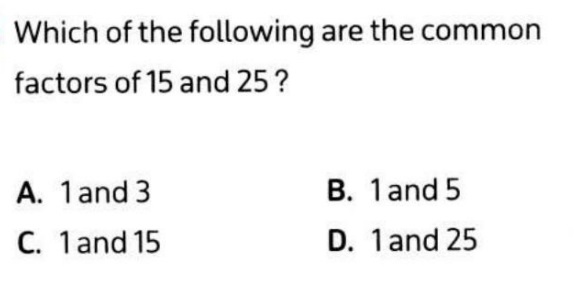 Which of the following are the common
factors of 15 and 25 ?
A. 1 and 3 B. 1 and 5
C. 1 and 15 D. 1 and 25